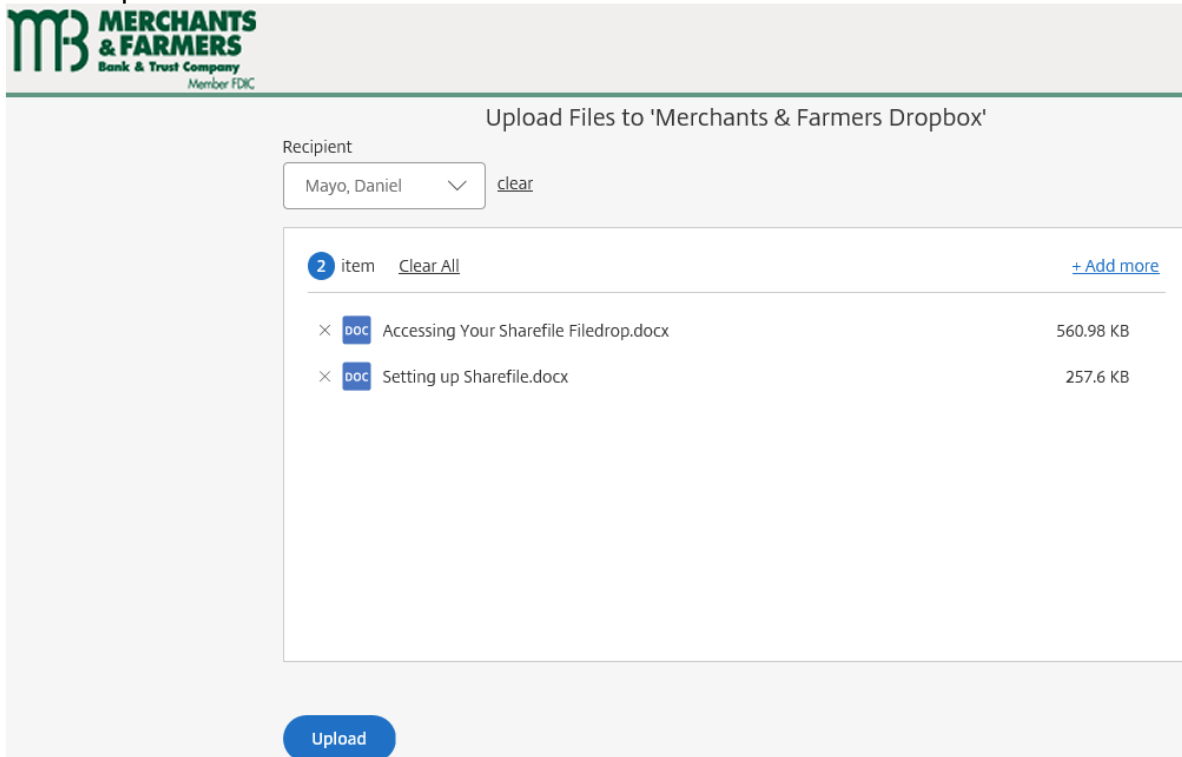 MB MERCHANTS
& FARMERS
Bank & Trust Company
Member FDIC
Upload Files to 'Merchants & Farmers Dropbox'
Recipient
Mayo, Daniel clear
2 item Clear All + Add more
DOC Accessing Your Sharefile Filedrop.docx 560.98 KB
DOC Setting up Sharefile.docx 257.6 KB
Upload